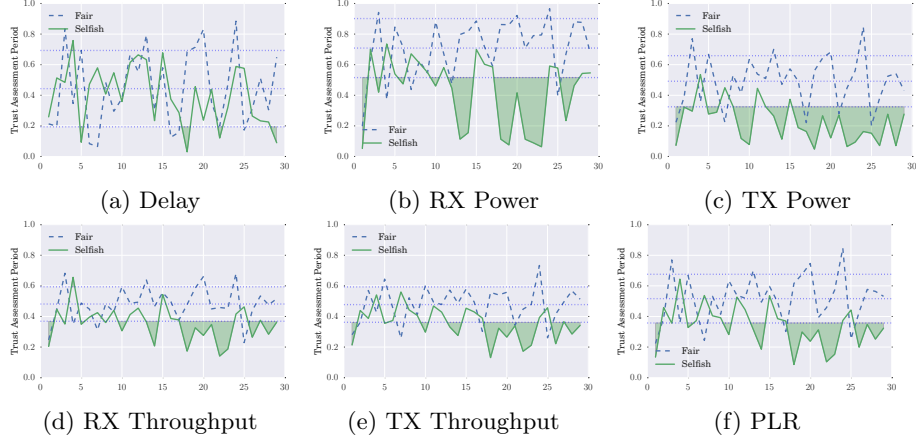 1.0 1.0 1.0
Fair Fair
Selfish Selfish
0.8 0.8 0.8
0.6 0.6 0.6
0.4 0.4 0.4
0.2 0.2 Fair 0.2
Selfish
0.0 0.0 0.0
Trust Assessment Period Trust Assessment Period Trust Assessment Period
0 5 10 15 20 25 30 0 5 10 15 20 25 30 0 5 10 15 20 25 30
(a) Delay (b) RX Power (c) TX Power
1.0 1.0 1.0
Fair Fair
Selfish Selfish
0.8 0.8 0.8
0.6 0.6 0.6
0.4 0.4 0.4
0.2 0.2 0.2 Fair
Selfish
0.0 0.0 0.0
Trust Assessment Period Trust Assessment Period Trust Assessment Period
0 5 10 15 20 25 30 0 5 10 15 20 25 30 0 5 10 15 20 25 30
(d) RX Throughput (e) TX Throughput (f) PLR